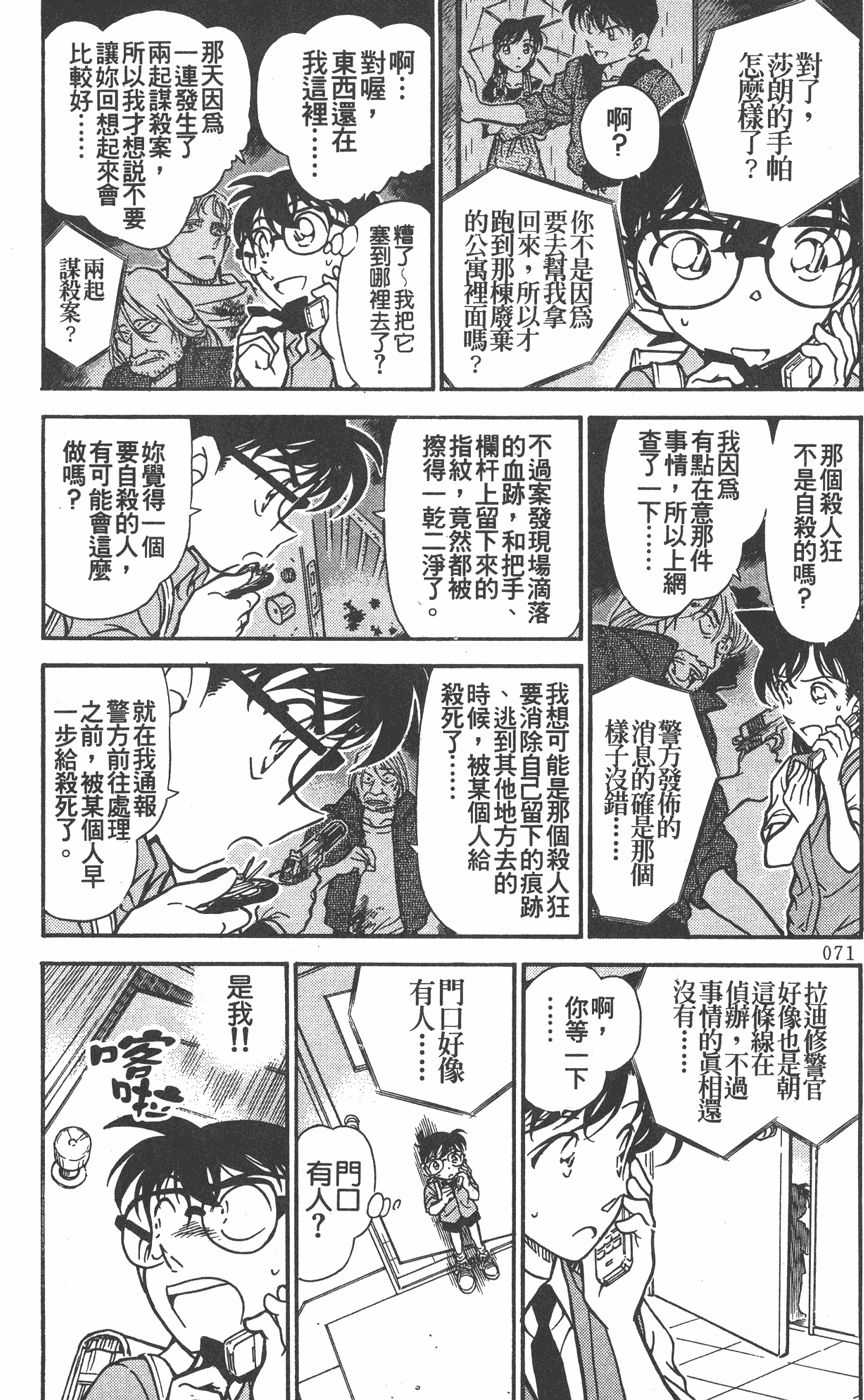 對了，
莎朗的手帕
怎麼樣了？
啊？
你不是因為
要去幫我拿
回來，所以才
跑到那棟廢棄
的公寓裡面嗎？
啊…
對喔，
東西還在
我這裡……
糟了～我把它
塞到哪裡去了？
那天因為
一連發生了
兩起謀殺案，
所以我才想說不要
讓妳回想起來會
比較好……
兩起
謀殺案？
那個殺人狂
不是自殺的嗎？
我因為
有點在意那件
事情，所以上網
查了一下……
警方發佈的
消息的確是那個
樣子沒錯……
不過案發現場滴落
的血跡，和把手、
欄杆上留下來的
指紋，竟然都被
擦得一乾二淨了。
妳覺得一個
要自殺的人，
有可能會這麼
做嗎？
我想可能是那個殺人狂
要消除自己留下的痕跡
、逃到其他地方去的
時候，被某個人給
殺死了……
就在我通報
警方前往處理
之前，被某個人早
一步給殺死了。
071
拉迪修警官
好像也是朝
這條線在
偵辦，不過
事情的真相還
沒有……
啊，
你等一下
……
門口好像
有人……
門口
有人？
是我!!
喀啦